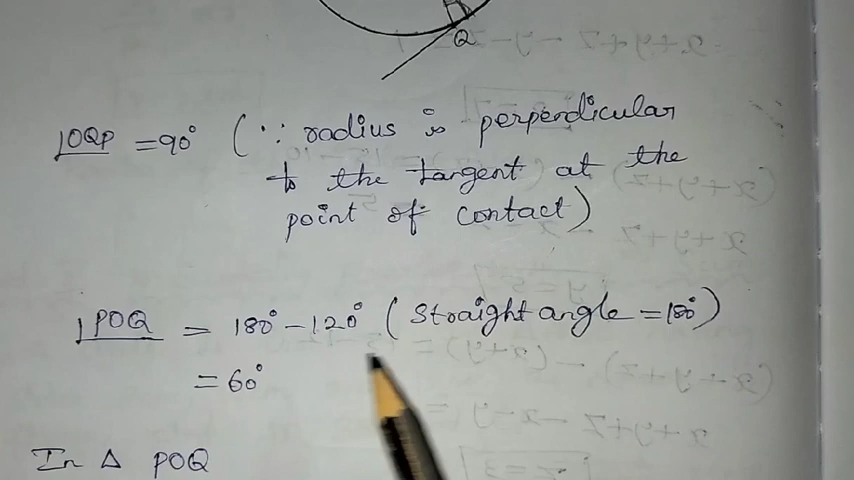 Q
∠OQP = 90° (∵ radius is perpendicular
to the tangent at the
point of contact)
∠POQ = 180° - 120° (straight angle = 180°)
= 60°
In Δ POQ